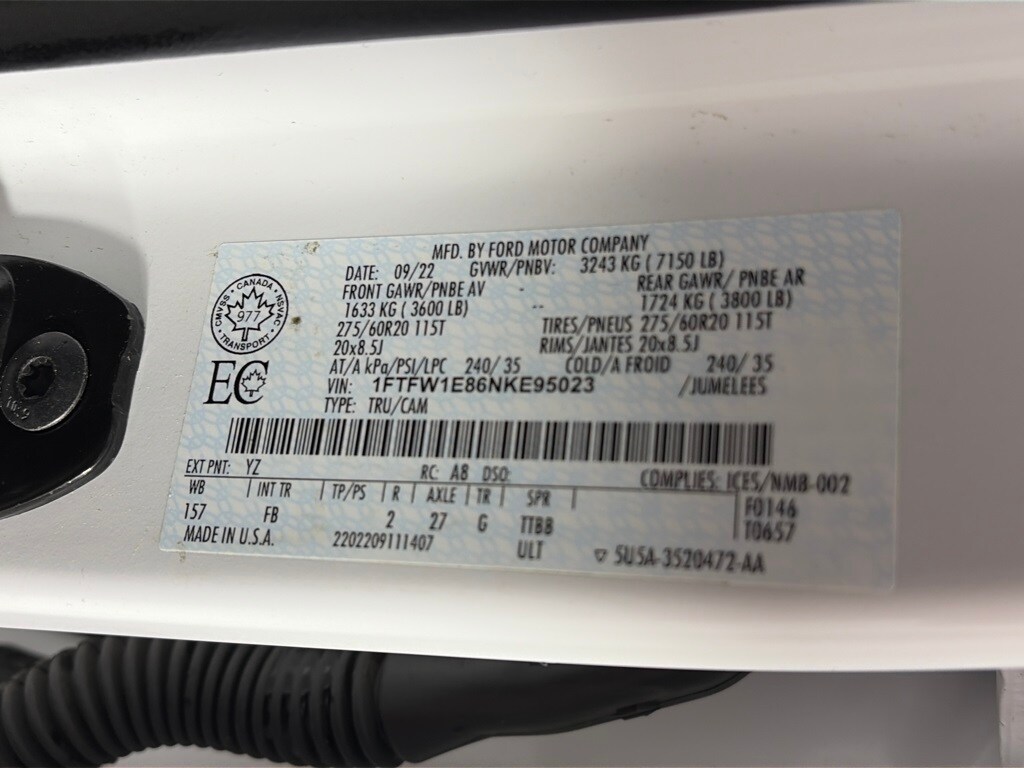 MFD. BY FORD MOTOR COMPANY
DATE: 09/22 GVWR/PNBV: 3243 KG ( 7150 LB)
FRONT GAWR/PNBE AV REAR GAWR/ PNBE AR
1633 KG ( 3600 LB) -- 1724 KG ( 3800 LB)
275/60R20 115T TIRES/PNEUS 275/60R20 115T
20x8.5J RIMS/JANTES 20x8.5J
AT/A kPa/PSI/LPC 240/ 35 COLD/A FROID 240/ 35
VIN: 1FTFW1E86NKE95023 /JUMELEES
TYPE: TRU/CAM
CMVSS · CANADA · NSVAC · TRANSPORT
977
EC
EXT PNT: YZ RC: A8 DSO: COMPLIES: ICES/NMB-002
WB | INT TR | TP/PS | R | AXLE | TR | SPR F0146
157 FB 2 27 G TTBB T0657
MADE IN U.S.A. 2202209111407 ULT ▽ 5U5A-3520472-AA